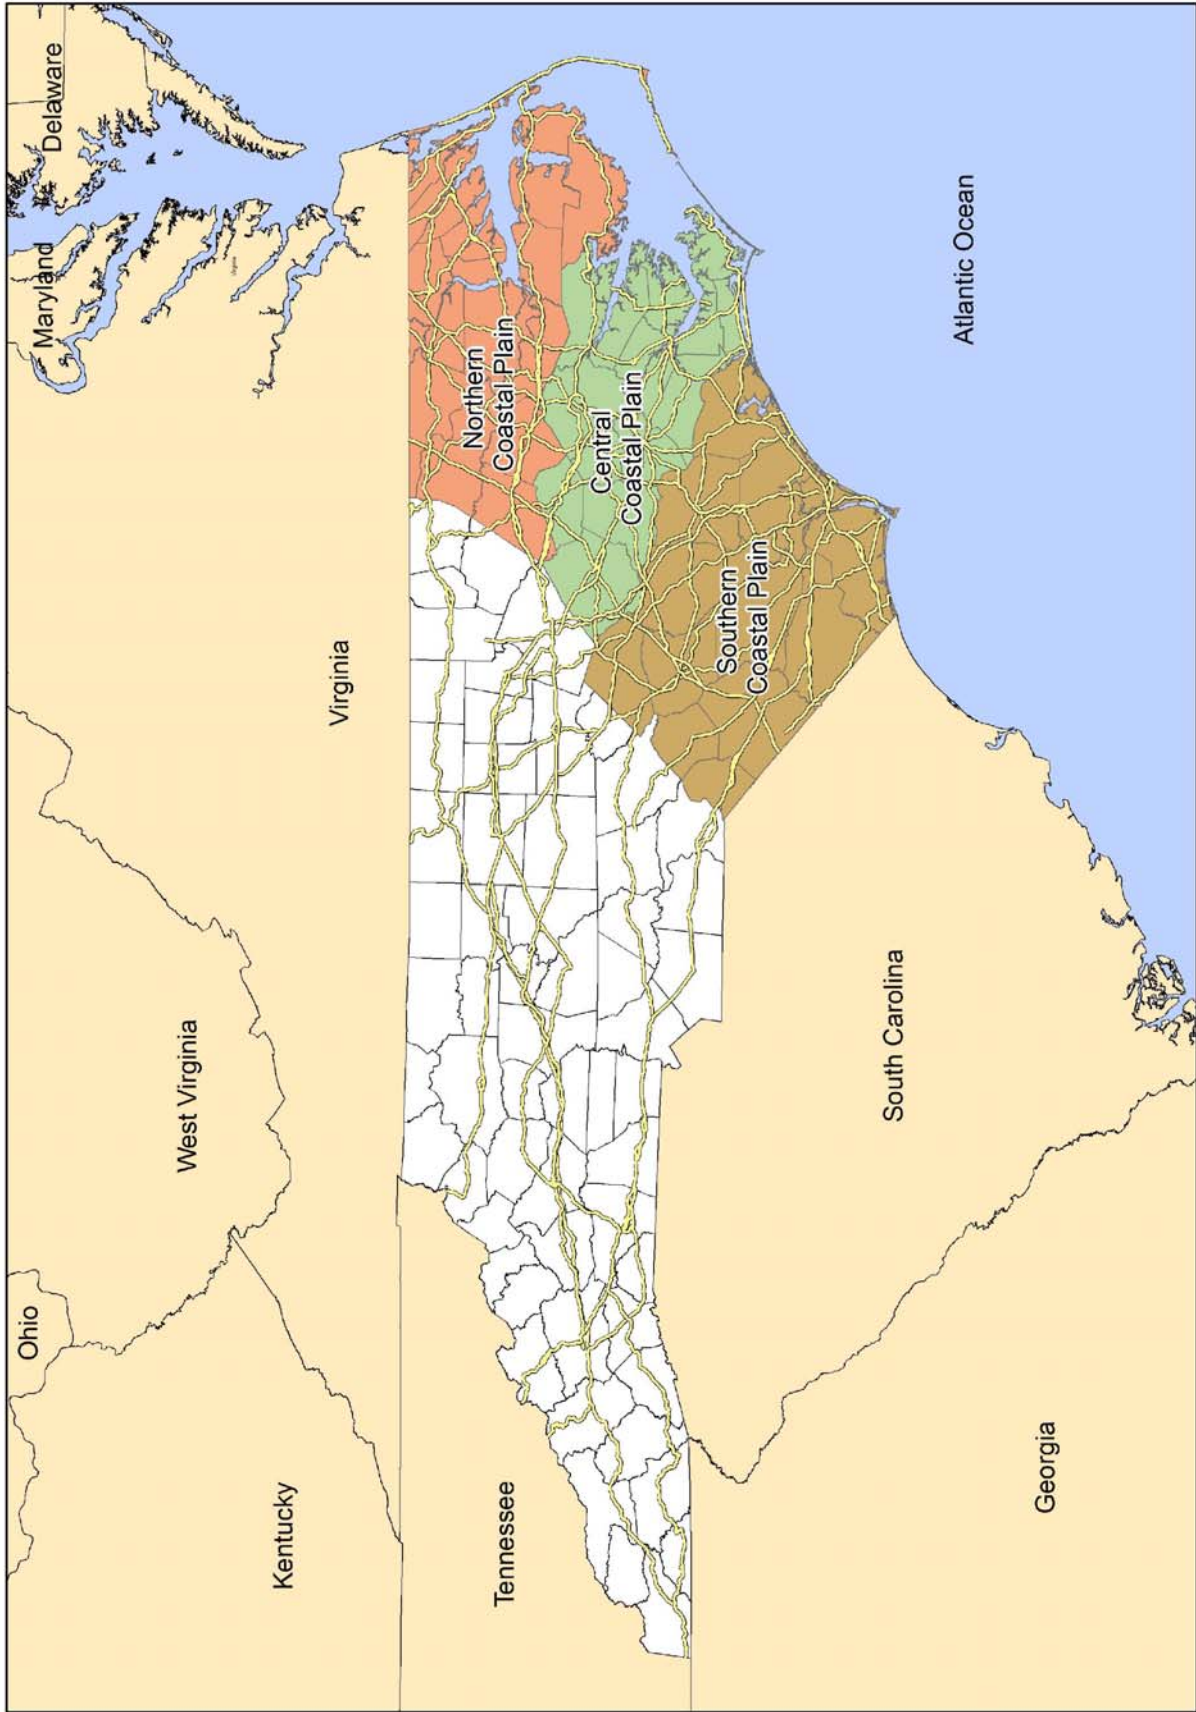 Ohio
West Virginia
Maryland
Delaware
Kentucky
Virginia
Northern
Coastal Plain
Tennessee
Central
Coastal Plain
Southern
Coastal Plain
South Carolina
Georgia
Atlantic Ocean